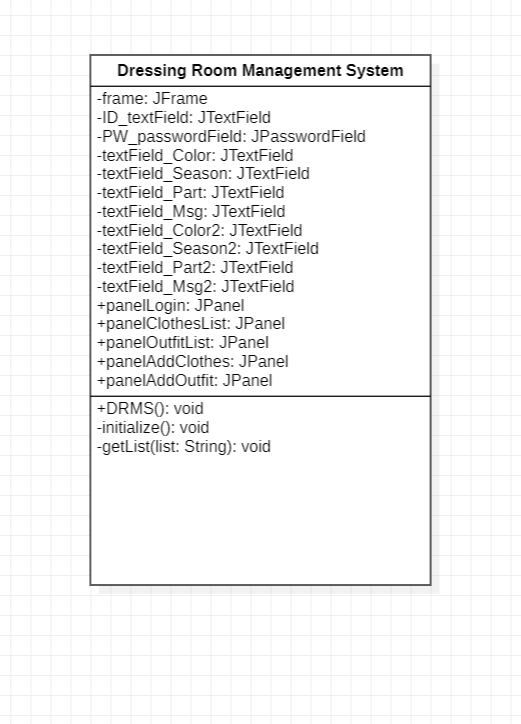 Dressing Room Management System
-frame: JFrame
-ID_textField: JTextField
-PW_passwordField: JPasswordField
-textField_Color: JTextField
-textField_Season: JTextField
-textField_Part: JTextField
-textField_Msg: JTextField
-textField_Color2: JTextField
-textField_Season2: JTextField
-textField_Part2: JTextField
-textField_Msg2: JTextField
+panelLogin: JPanel
+panelClothesList: JPanel
+panelOutfitList: JPanel
+panelAddClothes: JPanel
+panelAddOutfit: JPanel
+DRMS(): void
-initialize(): void
-getList(list: String): void